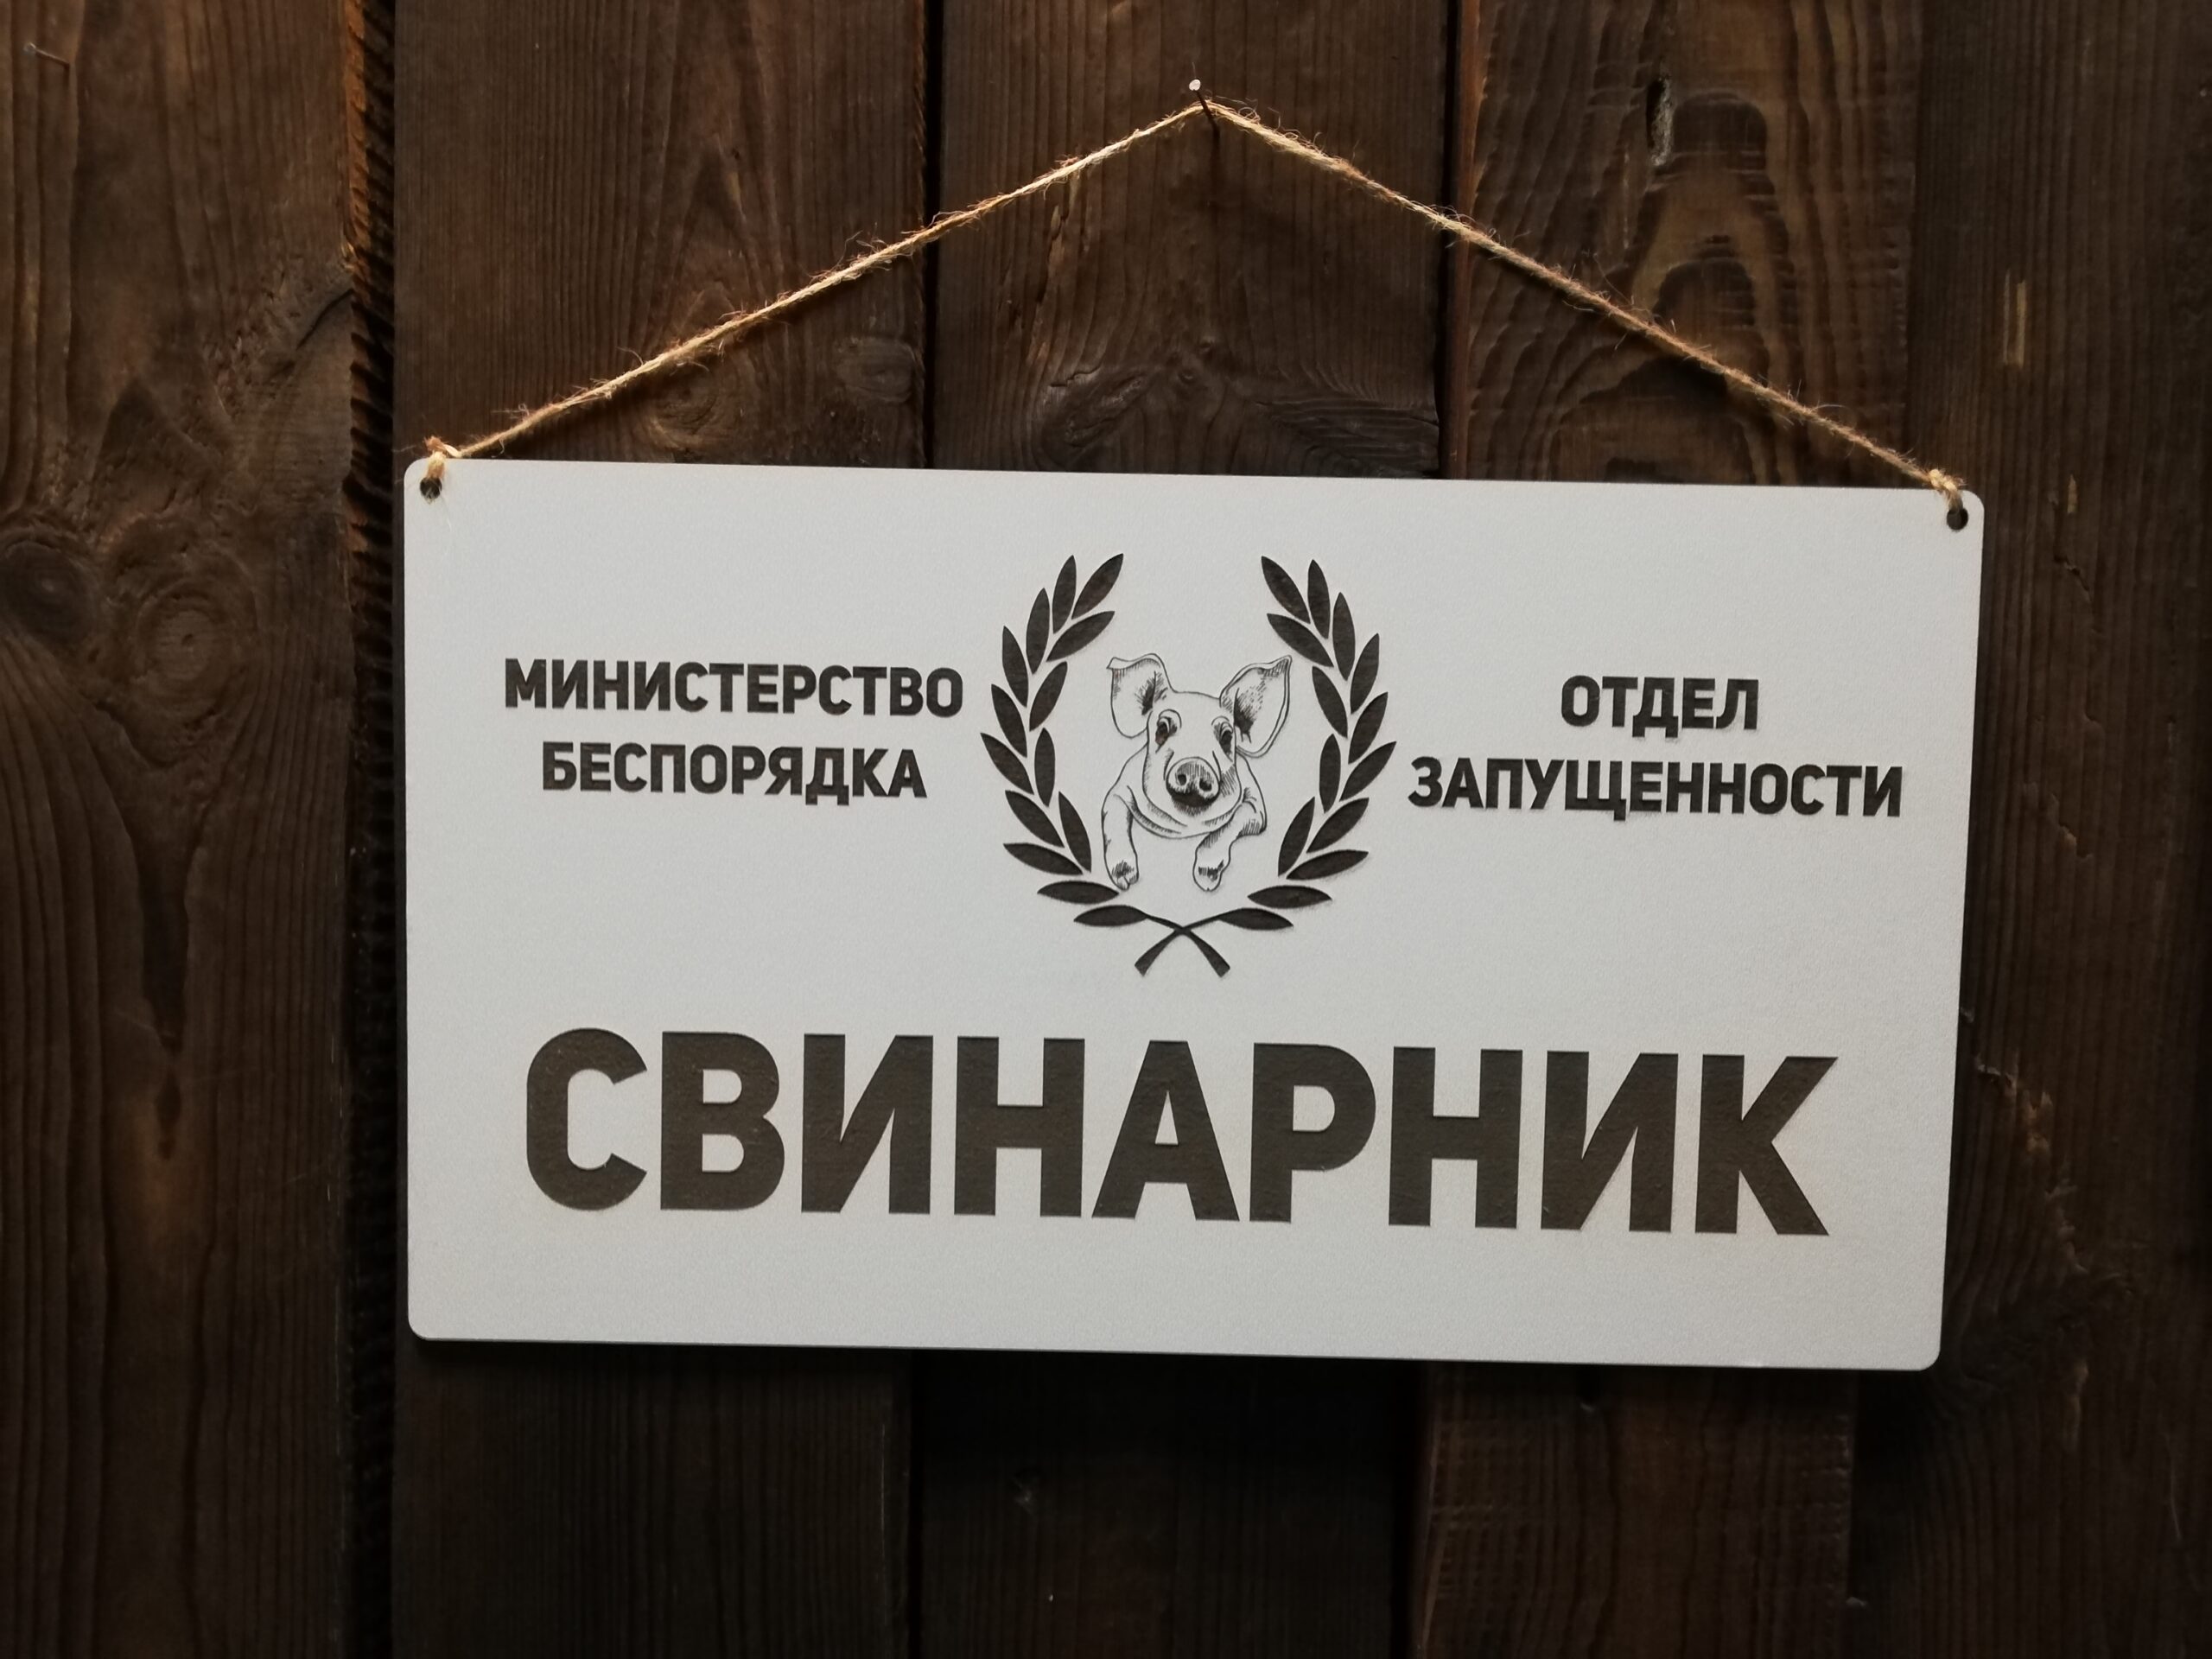 МИНИСТЕРСТВО
БЕСПОРЯДКА
ОТДЕЛ
ЗАПУЩЕННОСТИ
СВИНАРНИК